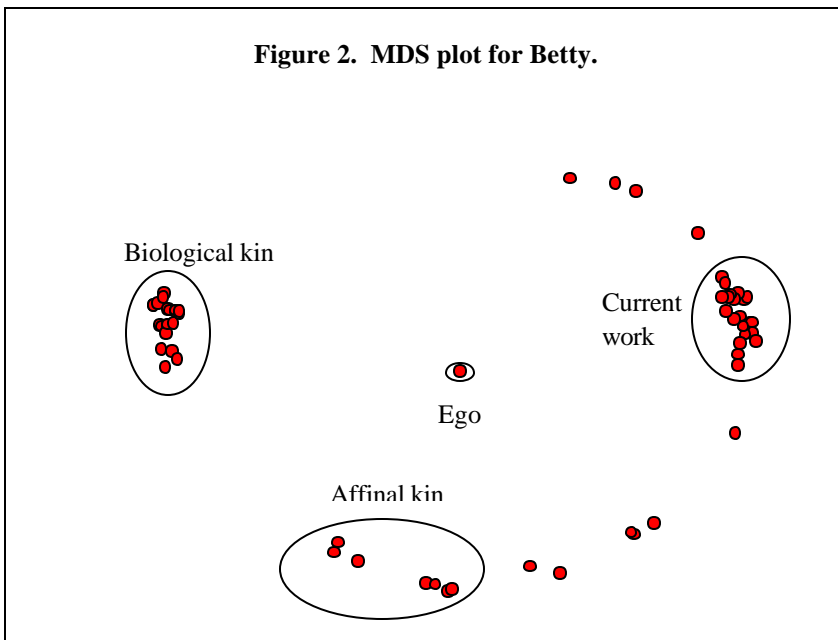 Figure 2. MDS plot for Betty.
Biological kin
Current
work
Ego
Affinal kin